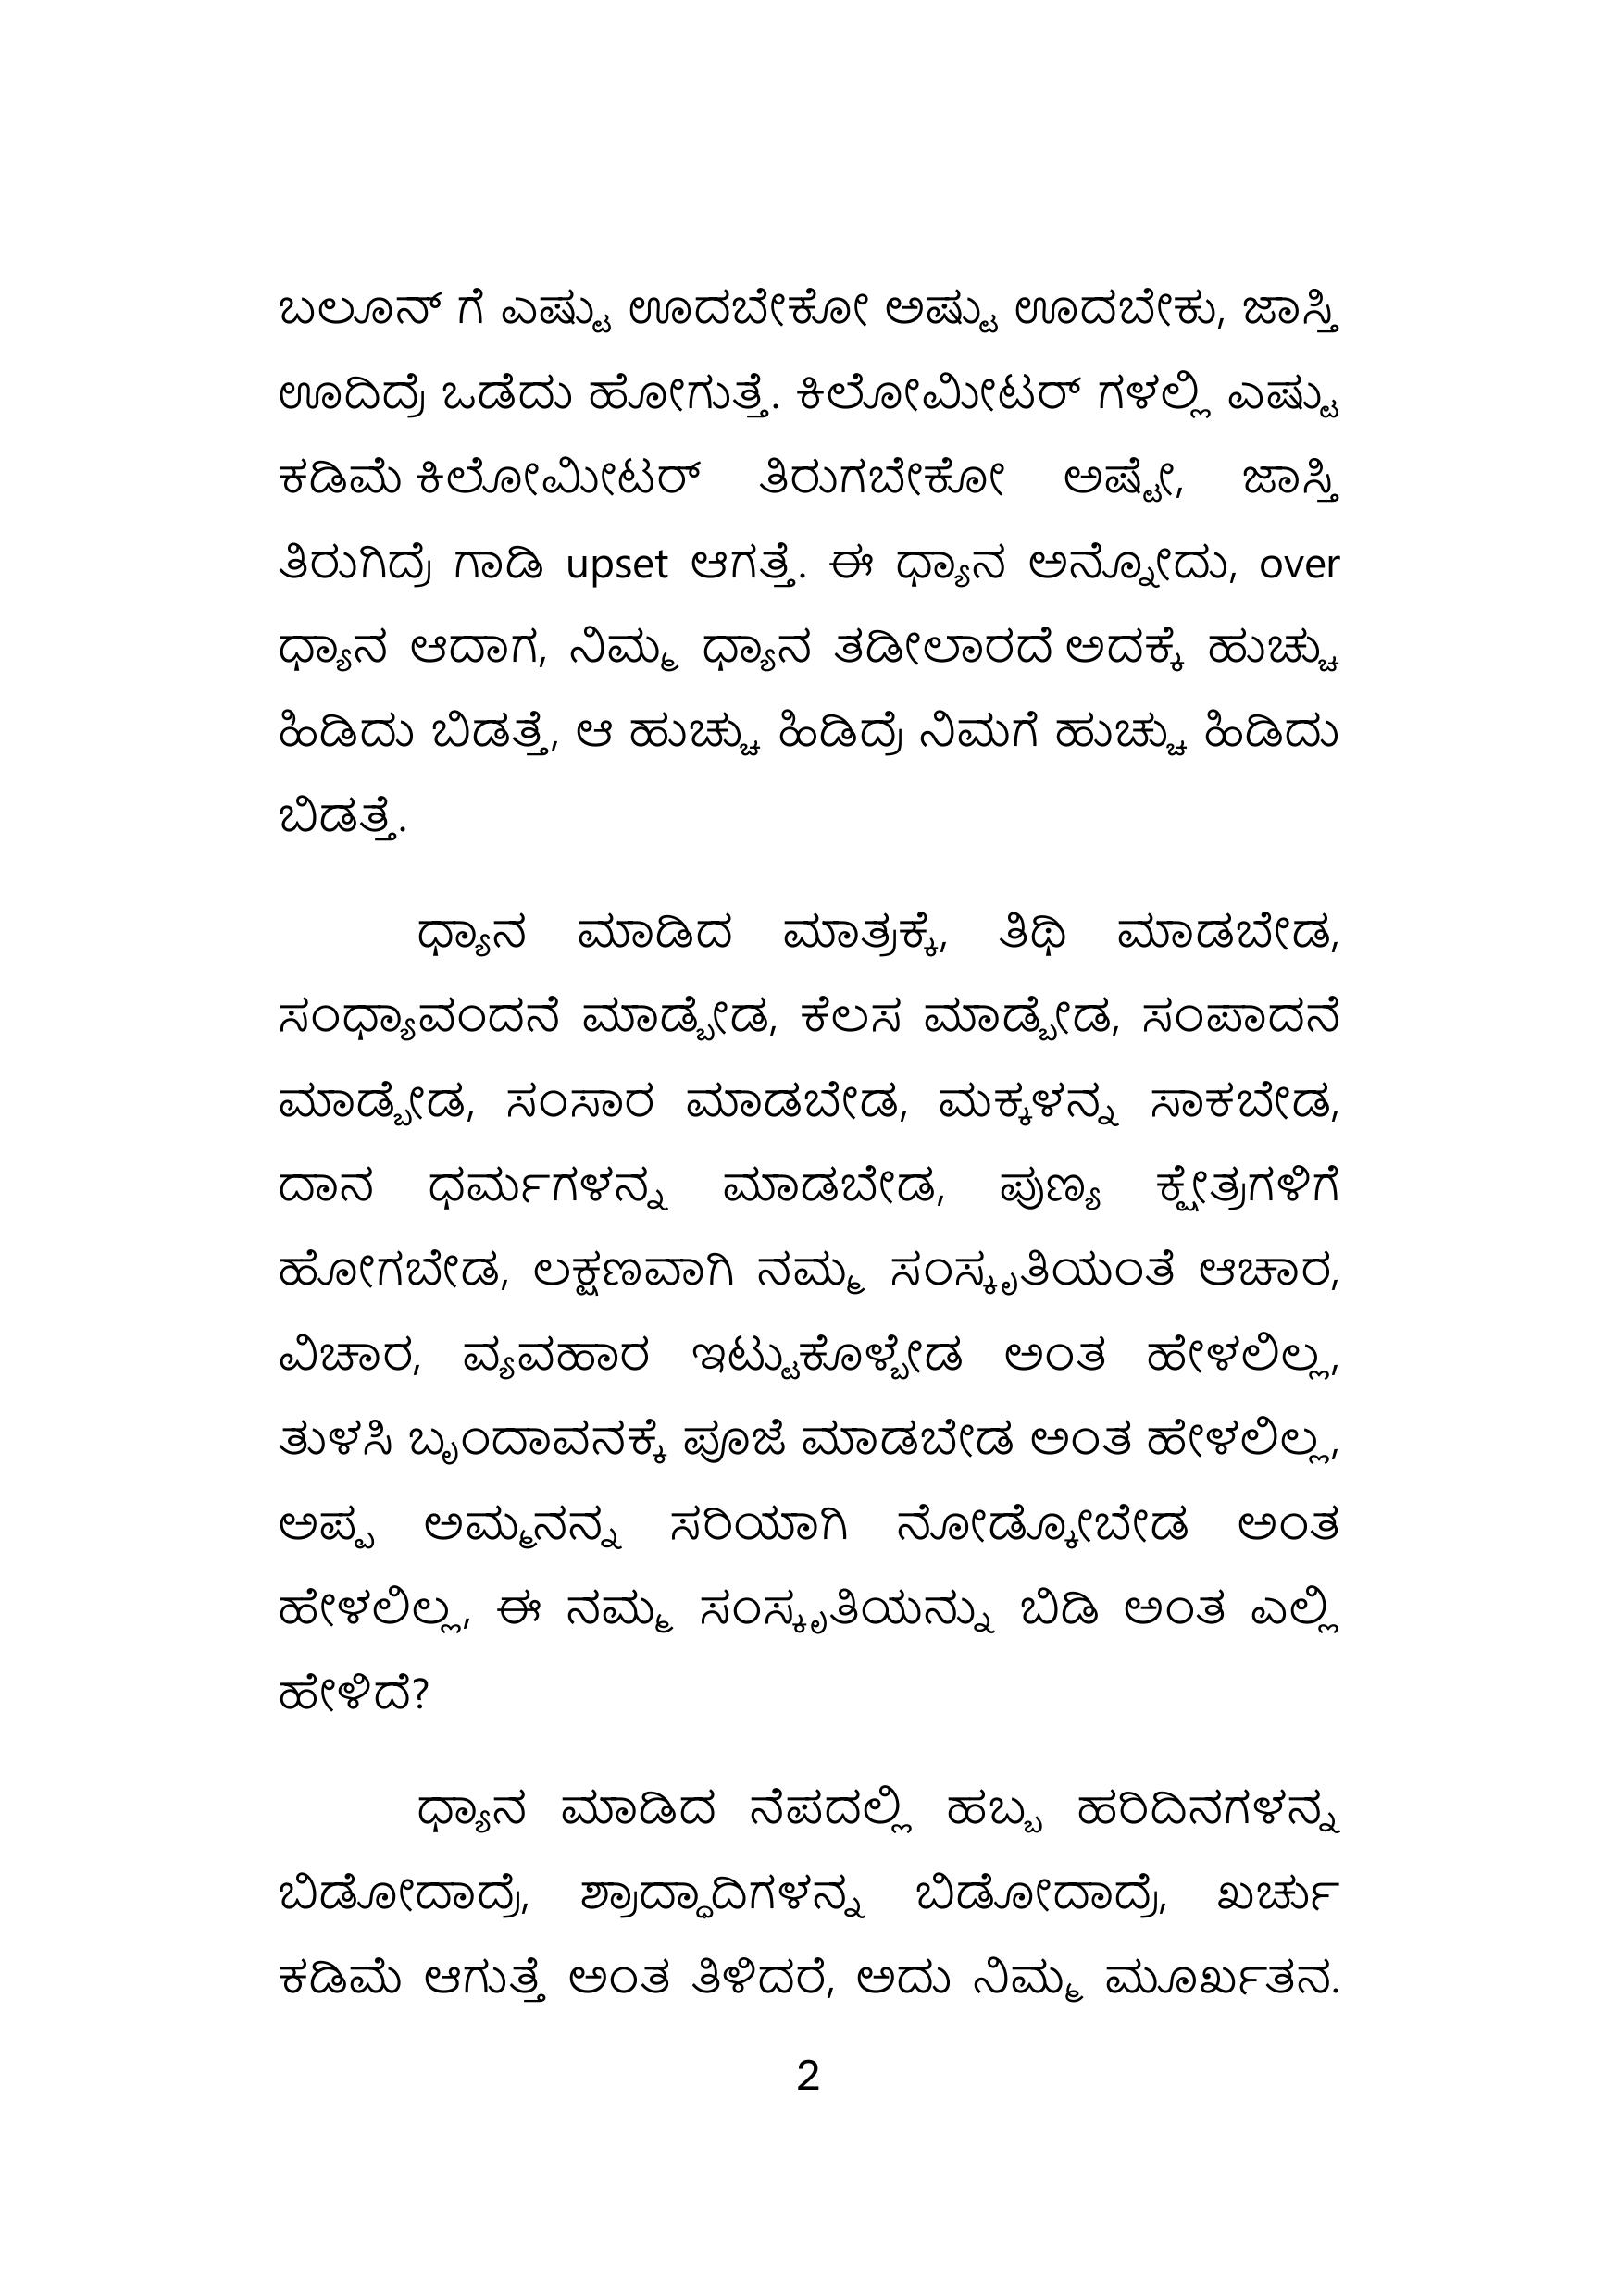 ಬಲೂನ್ ಗೆ ಎಷ್ಟು ಊದಬೇಕೋ ಅಷ್ಟು ಊದಬೇಕು, ಜಾಸ್ತಿ
ಊದಿದ್ರೆ ಒಡೆದು ಹೋಗುತ್ತೆ. ಕಿಲೋಮೀಟರ್ ಗಳಲ್ಲಿ ಎಷ್ಟು
ಕಡಿಮೆ ಕಿಲೋಮೀಟರ್ ತಿರುಗಬೇಕೋ ಅಷ್ಟೇ, ಜಾಸ್ತಿ
ತಿರುಗಿದ್ರೆ ಗಾಡಿ upset ಆಗತ್ತೆ. ಈ ಧ್ಯಾನ ಅನ್ನೋದು, over
ಧ್ಯಾನ ಆದಾಗ, ನಿಮ್ಮ ಧ್ಯಾನ ತಡೀಲಾರದೆ ಅದಕ್ಕೆ ಹುಚ್ಚು
ಹಿಡಿದು ಬಿಡತ್ತೆ, ಆ ಹುಚ್ಚು ಹಿಡಿದ್ರೆ ನಿಮಗೆ ಹುಚ್ಚು ಹಿಡಿದು
ಬಿಡತ್ತೆ.
ಧ್ಯಾನ ಮಾಡಿದ ಮಾತ್ರಕ್ಕೆ, ತಿಥಿ ಮಾಡಬೇಡ,
ಸಂಧ್ಯಾವಂದನೆ ಮಾಡ್ಬೇಡ, ಕೆಲಸ ಮಾಡ್ಬೇಡ, ಸಂಪಾದನೆ
ಮಾಡ್ಬೇಡ, ಸಂಸಾರ ಮಾಡಬೇಡ, ಮಕ್ಕಳನ್ನ ಸಾಕಬೇಡ,
ದಾನ ಧರ್ಮಗಳನ್ನ ಮಾಡಬೇಡ, ಪುಣ್ಯ ಕ್ಷೇತ್ರಗಳಿಗೆ
ಹೋಗಬೇಡ, ಲಕ್ಷಣವಾಗಿ ನಮ್ಮ ಸಂಸ್ಕೃತಿಯಂತೆ ಆಚಾರ,
ವಿಚಾರ, ವ್ಯವಹಾರ ಇಟ್ಟುಕೊಳ್ಬೇಡ ಅಂತ ಹೇಳಲಿಲ್ಲ,
ತುಳಸಿ ಬೃಂದಾವನಕ್ಕೆ ಪೂಜೆ ಮಾಡಬೇಡ ಅಂತ ಹೇಳಲಿಲ್ಲ,
ಅಪ್ಪ ಅಮ್ಮನನ್ನ ಸರಿಯಾಗಿ ನೋಡ್ಕೋಬೇಡ ಅಂತ
ಹೇಳಲಿಲ್ಲ, ಈ ನಮ್ಮ ಸಂಸ್ಕೃತಿಯನ್ನು ಬಿಡಿ ಅಂತ ಎಲ್ಲಿ
ಹೇಳಿದೆ?
ಧ್ಯಾನ ಮಾಡಿದ ನೆಪದಲ್ಲಿ ಹಬ್ಬ ಹರಿದಿನಗಳನ್ನ
ಬಿಡೋದಾದ್ರೆ, ಶ್ರಾದ್ಧಾದಿಗಳನ್ನ ಬಿಡೋದಾದ್ರೆ, ಖರ್ಚು
ಕಡಿಮೆ ಆಗುತ್ತೆ ಅಂತ ತಿಳಿದರೆ, ಅದು ನಿಮ್ಮ ಮೂರ್ಖತನ.
2